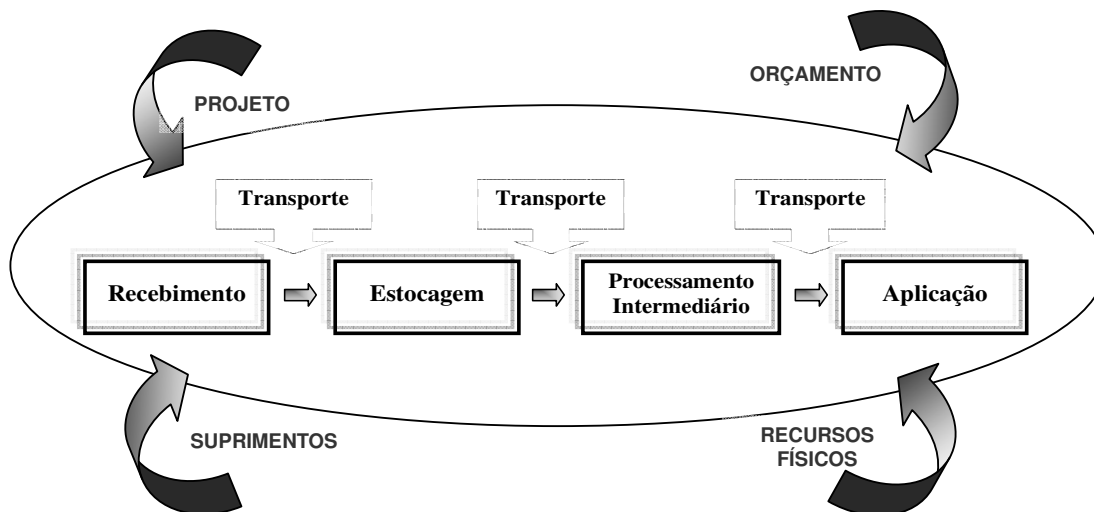 PROJETO
ORÇAMENTO
Transporte
Transporte
Transporte
Recebimento
Estocagem
Processamento
Intermediário
Aplicação
SUPRIMENTOS
RECURSOS
FÍSICOS